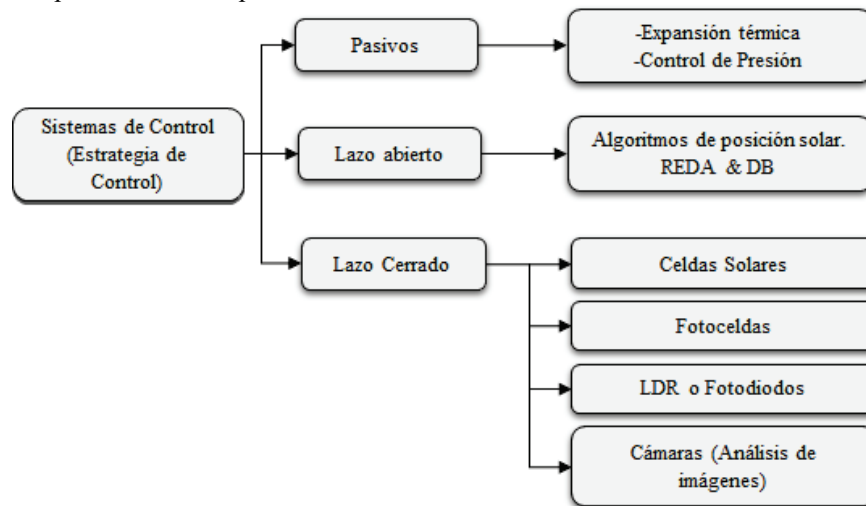 Pasivos
-Expansión térmica
-Control de Presión
Sistemas de Control
(Estrategia de
Control)
Lazo abierto
Algoritmos de posición solar.
REDA & DB
Lazo Cerrado
Celdas Solares
Fotoceldas
LDR o Fotodiodos
Cámaras (Análisis de
imágenes)